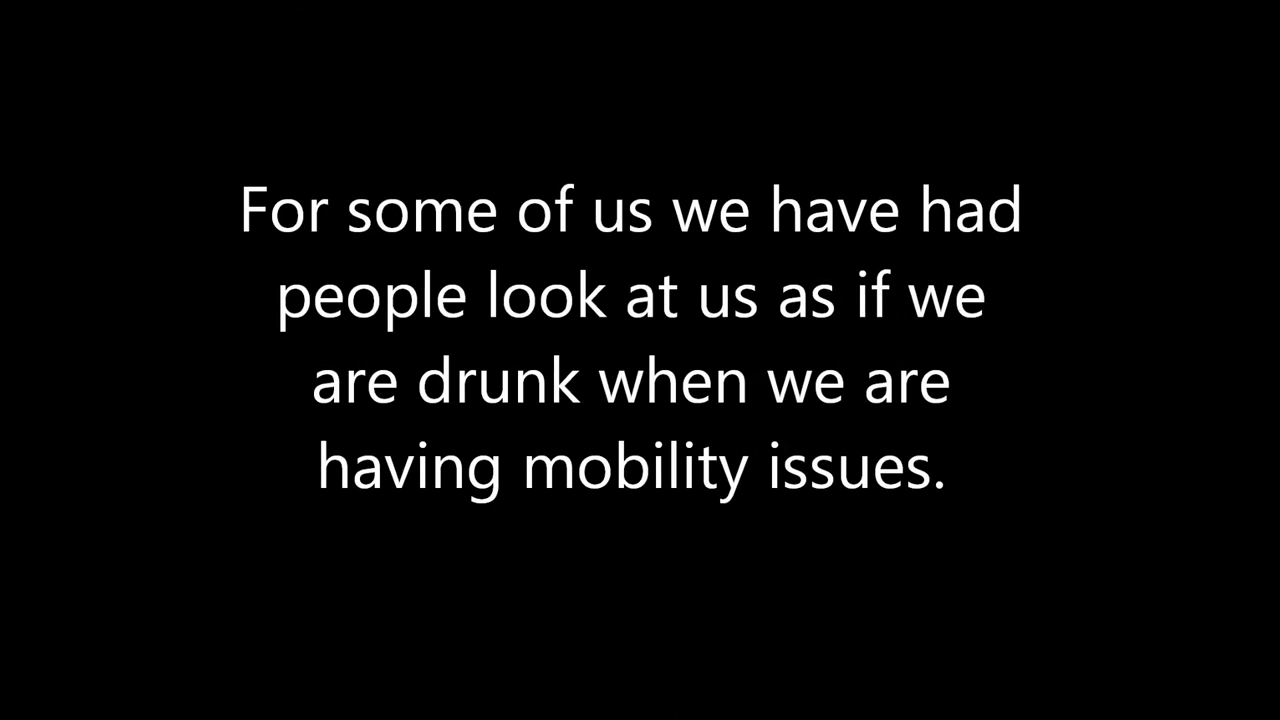 For some of us we have had
people look at us as if we
are drunk when we are
having mobility issues.